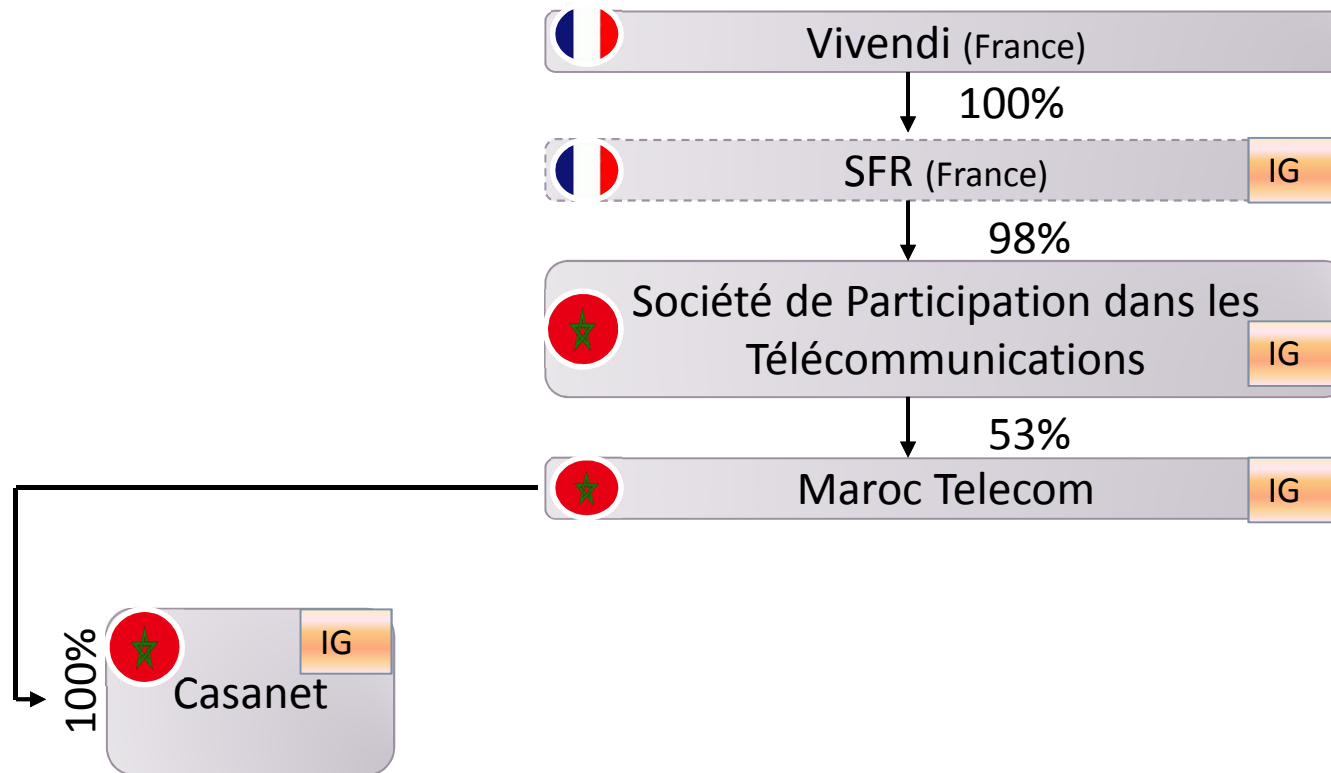 Vivendi (France)
100%
SFR (France)
IG
98%
Société de Participation dans les
Télécommunications
IG
53%
Maroc Telecom
IG
100%
IG
Casanet